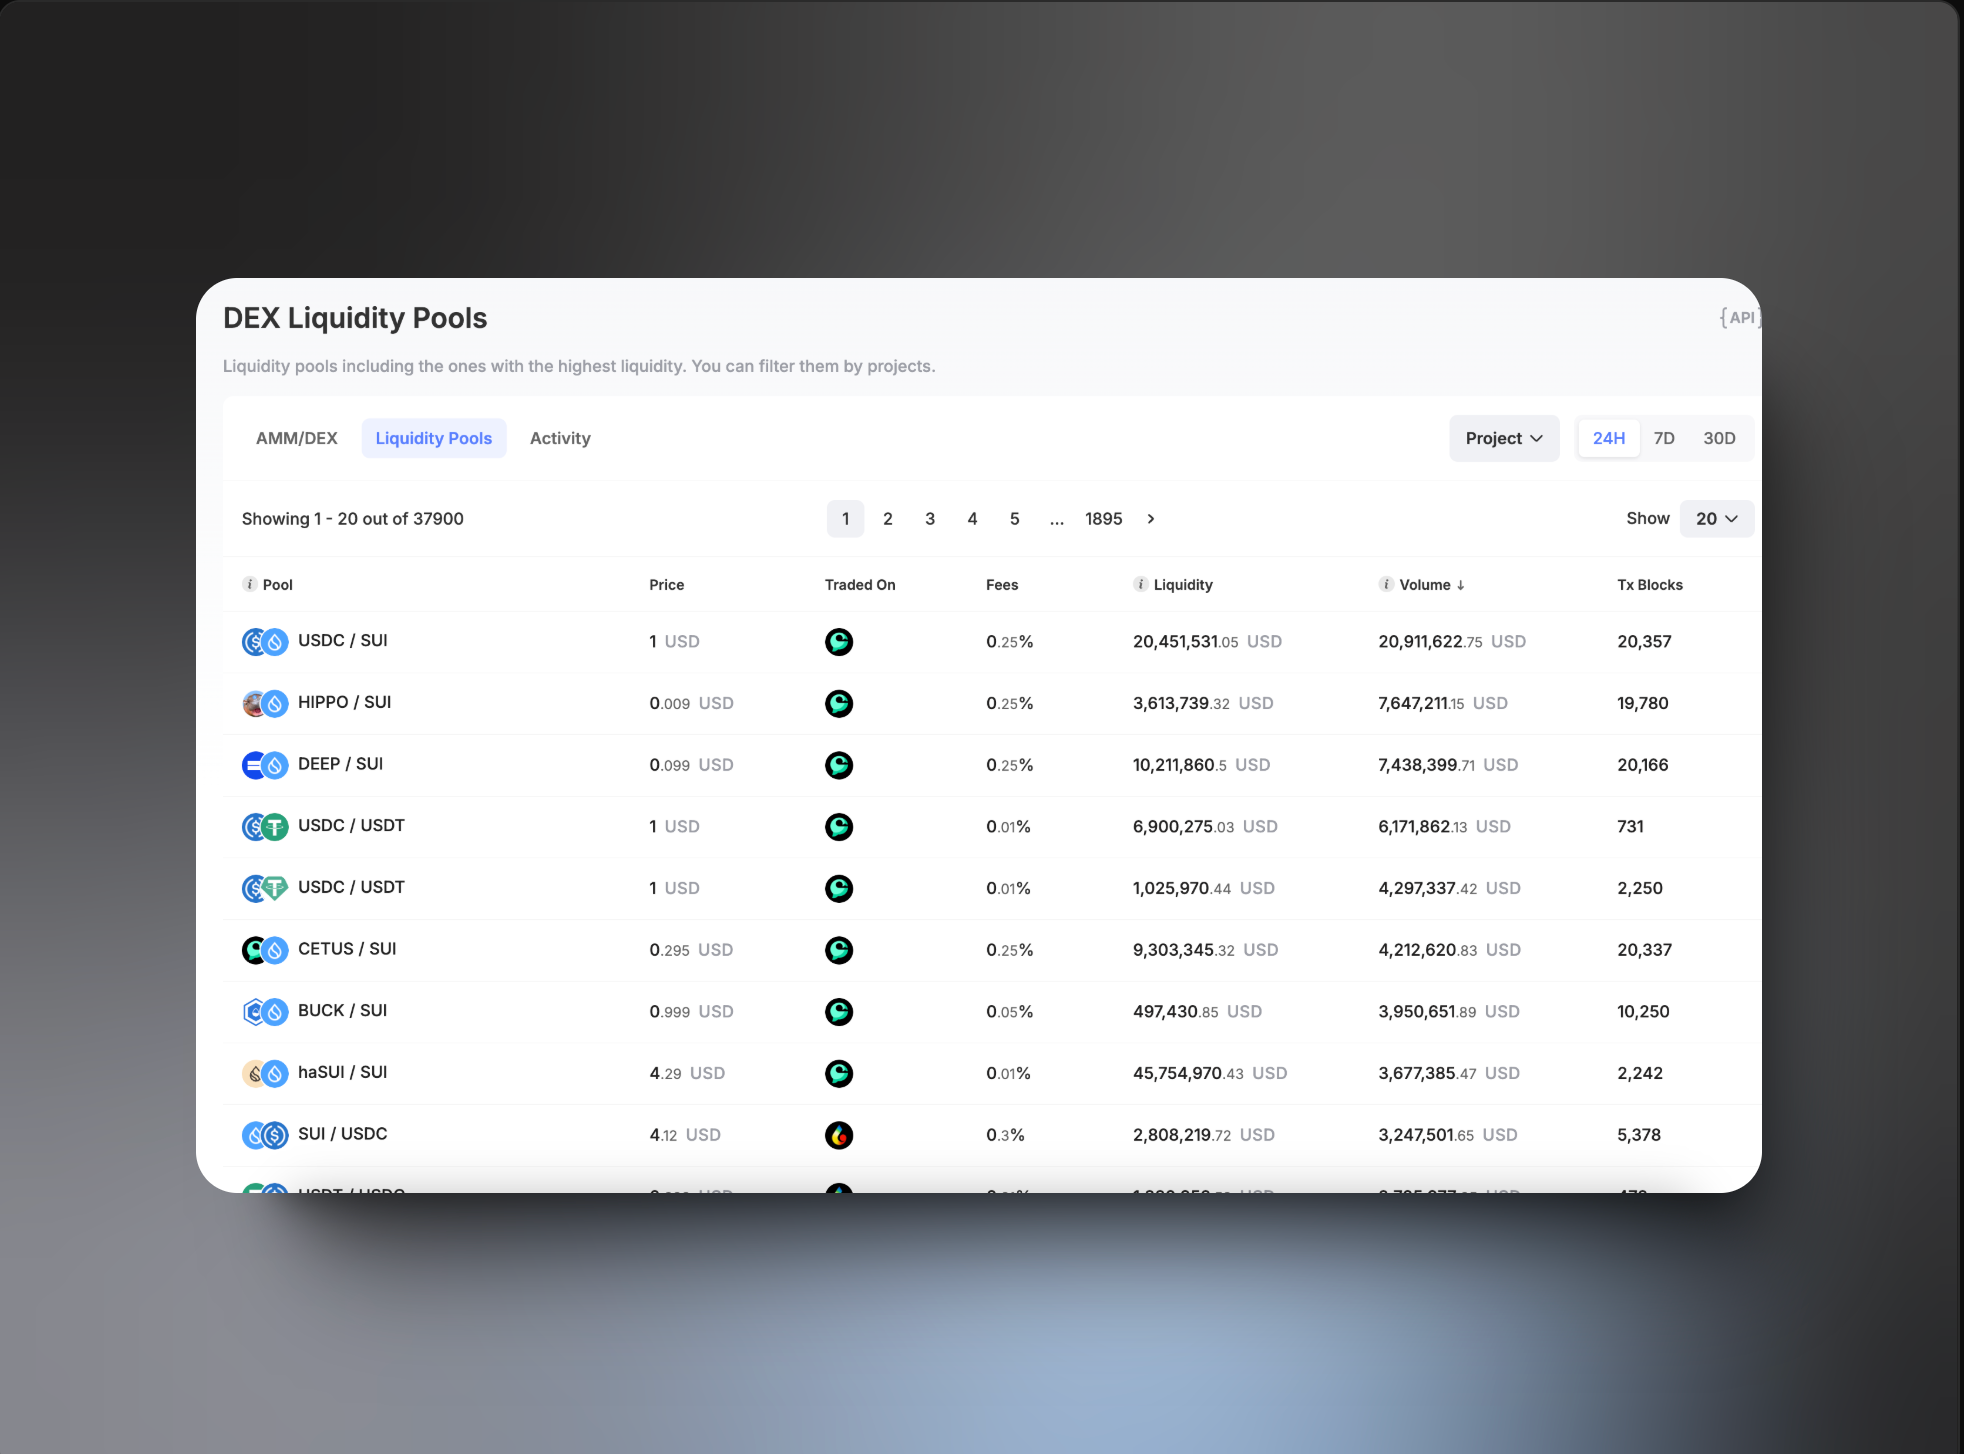 DEX Liquidity Pools
{API}
Liquidity pools including the ones with the highest liquidity. You can filter them by projects.
AMM/DEX Liquidity Pools Activity Project 24H 7D 30D
Showing 1 - 20 out of 37900 1 2 3 4 5 ... 1895 > Show 20
i Pool Price Traded On Fees i Liquidity i Volume ↓ Tx Blocks
USDC / SUI 1 USD 0.25% 20,451,531.05 USD 20,911,622.75 USD 20,357
HIPPO / SUI 0.009 USD 0.25% 3,613,739.32 USD 7,647,211.15 USD 19,780
DEEP / SUI 0.099 USD 0.25% 10,211,860.5 USD 7,438,399.71 USD 20,166
USDC / USDT 1 USD 0.01% 6,900,275.03 USD 6,171,862.13 USD 731
USDC / USDT 1 USD 0.01% 1,025,970.44 USD 4,297,337.42 USD 2,250
CETUS / SUI 0.295 USD 0.25% 9,303,345.32 USD 4,212,620.83 USD 20,337
BUCK / SUI 0.999 USD 0.05% 497,430.85 USD 3,950,651.89 USD 10,250
haSUI / SUI 4.29 USD 0.01% 45,754,970.43 USD 3,677,385.47 USD 2,242
SUI / USDC 4.12 USD 0.3% 2,808,219.72 USD 3,247,501.65 USD 5,378
USDT / USDC USD USD USD